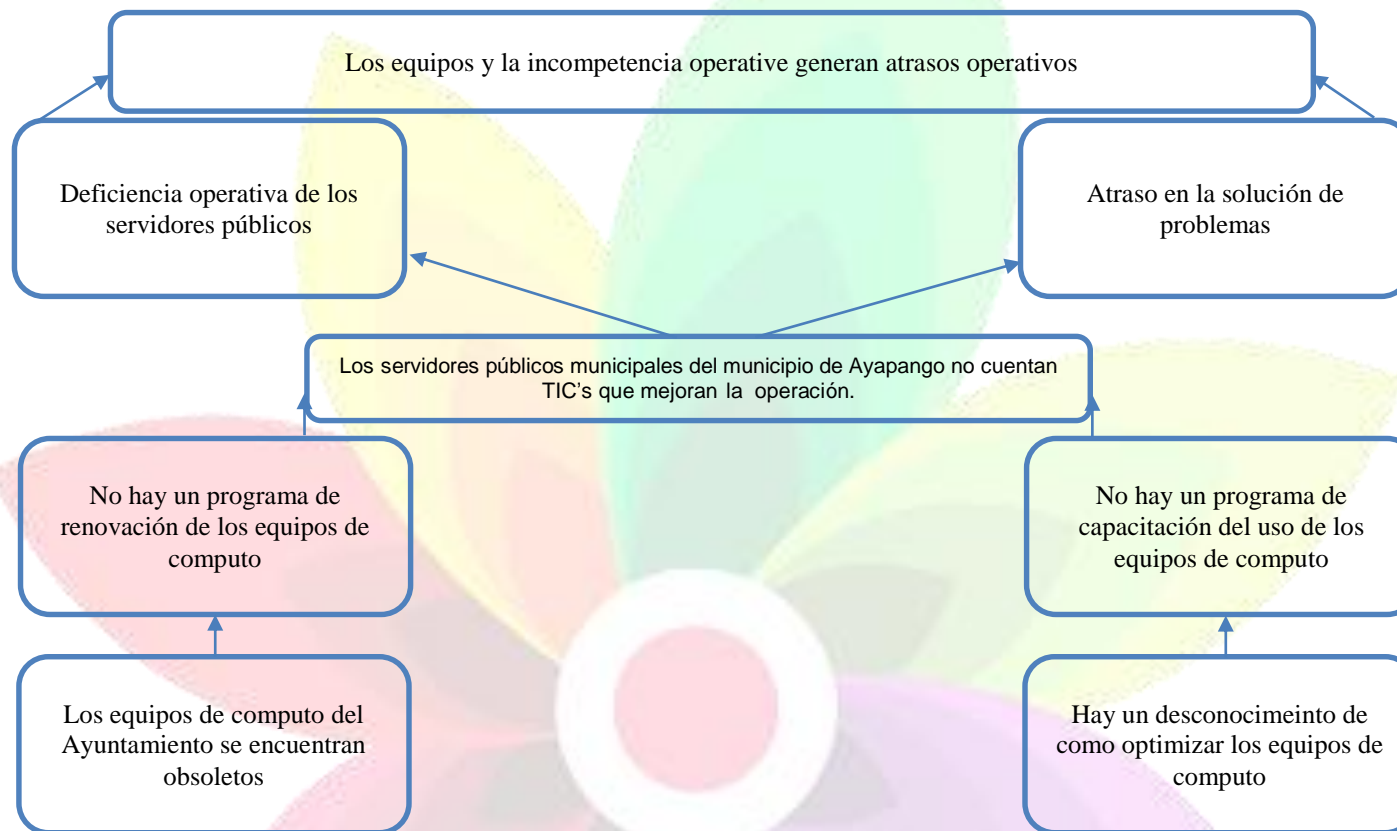 Los equipos y la incompetencia operative generan atrasos operativos
Deficiencia operativa de los
servidores públicos
Atraso en la solución de
problemas
Los servidores públicos municipales del municipio de Ayapango no cuentan
TIC's que mejoran la operación.
No hay un programa de
renovación de los equipos de
computo
No hay un programa de
capacitación del uso de los
equipos de computo
Los equipos de computo del
Ayuntamiento se encuentran
obsoletos
Hay un desconocimeinto de
como optimizar los equipos de
computo